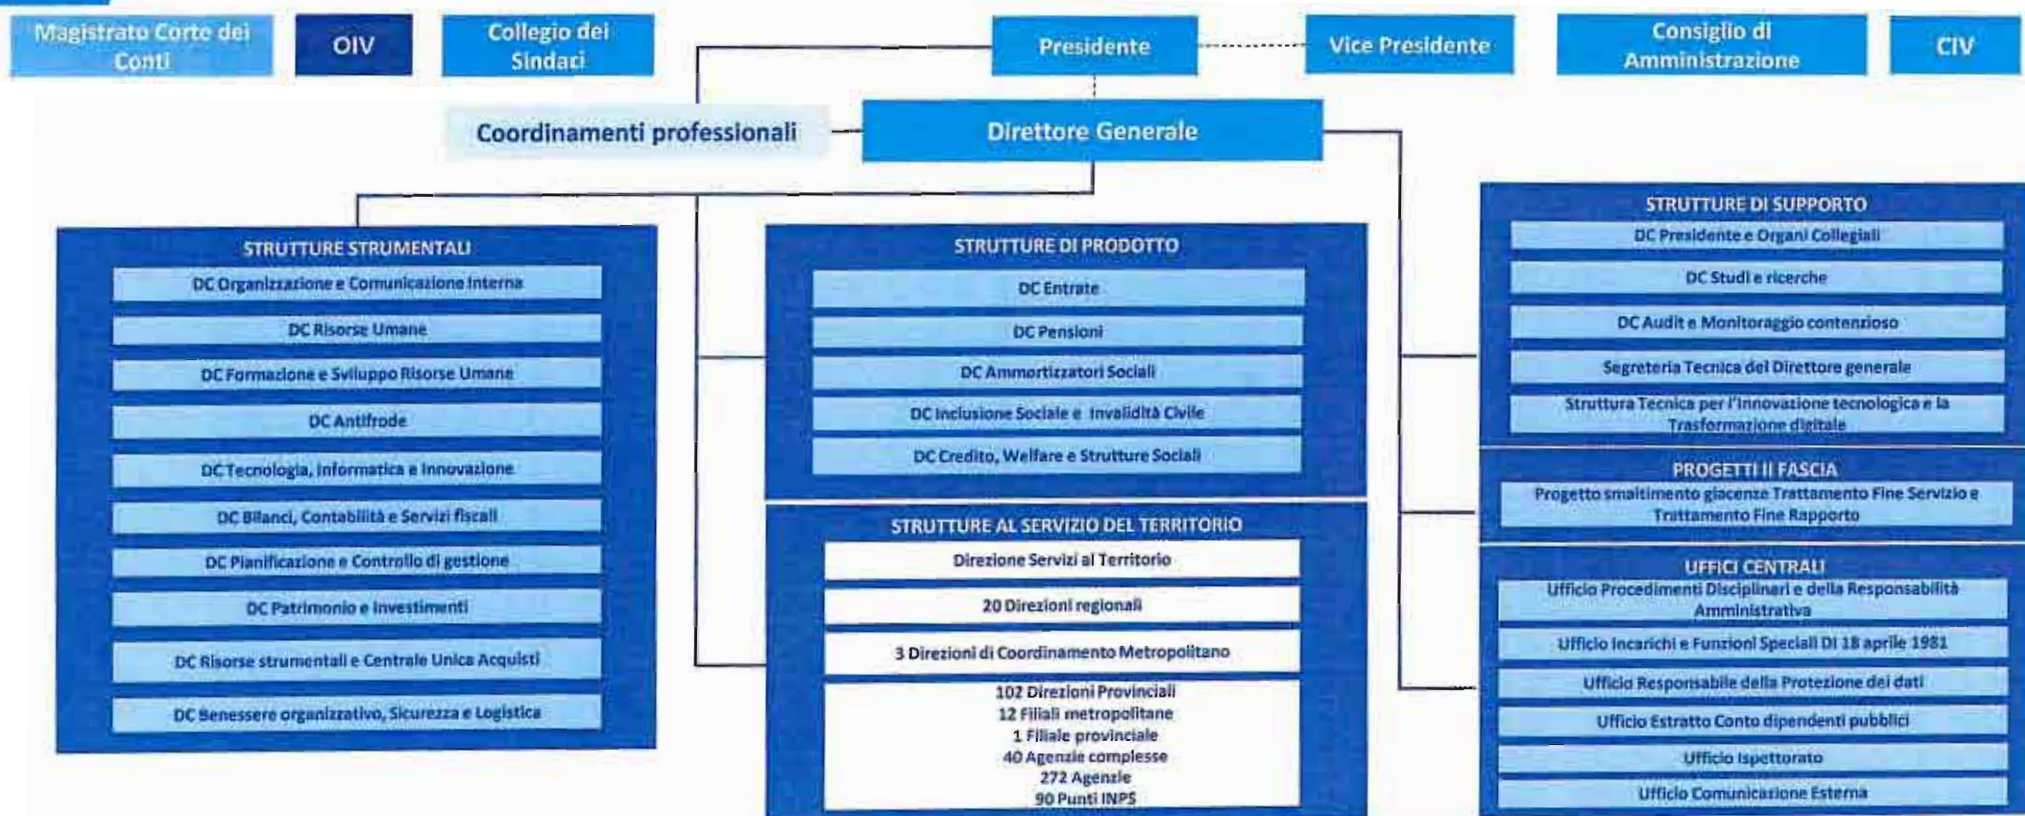 Magistrato Corte dei
Conti
OIV
Collegio dei
Sindaci
Presidente
Vice Presidente
Consiglio di
Amministrazione
CIV
Coordinamenti professionali
Direttore Generale
STRUTTURE STRUMENTALI
DC Organizzazione e Comunicazione Interna
DC Risorse Umane
DC Formazione e Sviluppo Risorse Umane
DC Antifrode
DC Tecnologia, Informatica e Innovazione
DC Bilanci, Contabilità e Servizi fiscali
DC Pianificazione e Controllo di gestione
DC Patrimonio e Investimenti
DC Risorse strumentali e Centrale Unica Acquisti
DC Benessere organizzativo, Sicurezza e Logistica
STRUTTURE DI PRODOTTO
DC Entrate
DC Pensioni
DC Ammortizzatori Sociali
DC Inclusione Sociale e Invalidità Civile
DC Credito, Welfare e Strutture Sociali
STRUTTURE AL SERVIZIO DEL TERRITORIO
Direzione Servizi al Territorio
20 Direzioni regionali
3 Direzioni di Coordinamento Metropolitano
102 Direzioni Provinciali
12 Filiali metropolitane
1 Filiale provinciale
40 Agenzie complesse
272 Agenzie
90 Punti INPS
STRUTTURE DI SUPPORTO
DC Presidente e Organi Collegiali
DC Studi e ricerche
DC Audit e Monitoraggio contenzioso
Segreteria Tecnica del Direttore generale
Struttura Tecnica per l'Innovazione tecnologica e la
Trasformazione digitale
PROGETTI II FASCIA
Progetto smaltimento giacenze Trattamento Fine Servizio e
Trattamento Fine Rapporto
UFFICI CENTRALI
Ufficio Procedimenti Disciplinari e della Responsabilità
Amministrativa
Ufficio Incarichi e Funzioni Speciali DI 18 aprile 1981
Ufficio Responsabile della Protezione dei dati
Ufficio Estratto Conto dipendenti pubblici
Ufficio Ispettorato
Ufficio Comunicazione Esterna